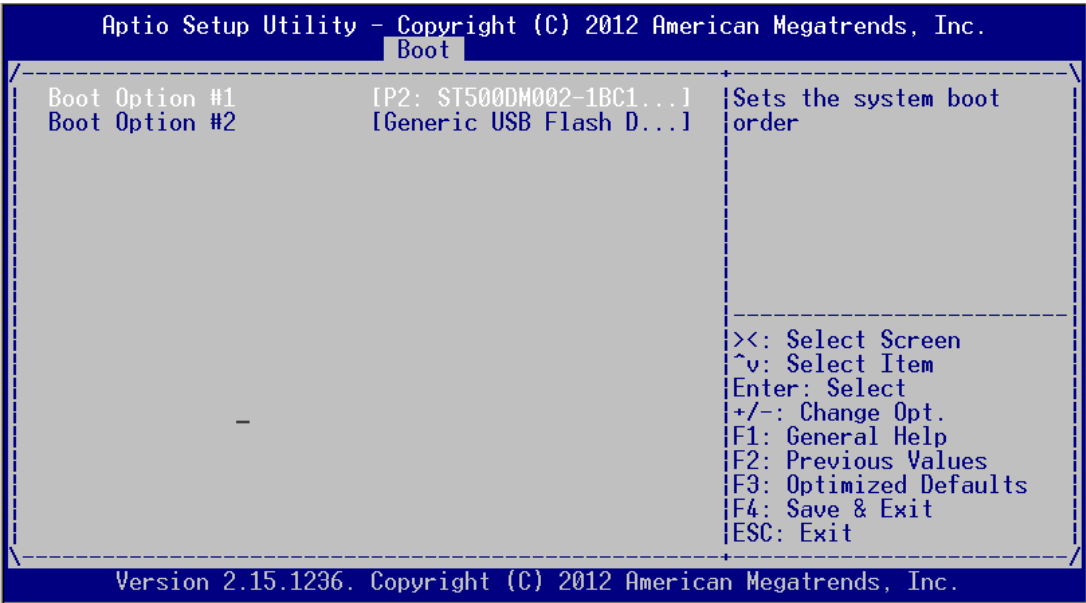 Aptio Setup Utility - Copyright (C) 2012 American Megatrends, Inc.
Boot
Boot Option #1 [P2: ST500DM002-1BC1...]
Boot Option #2 [Generic USB Flash D...]
Sets the system boot
order
><: Select Screen
^v: Select Item
Enter: Select
+/-: Change Opt.
F1: General Help
F2: Previous Values
F3: Optimized Defaults
F4: Save & Exit
ESC: Exit
Version 2.15.1236. Copyright (C) 2012 American Megatrends, Inc.